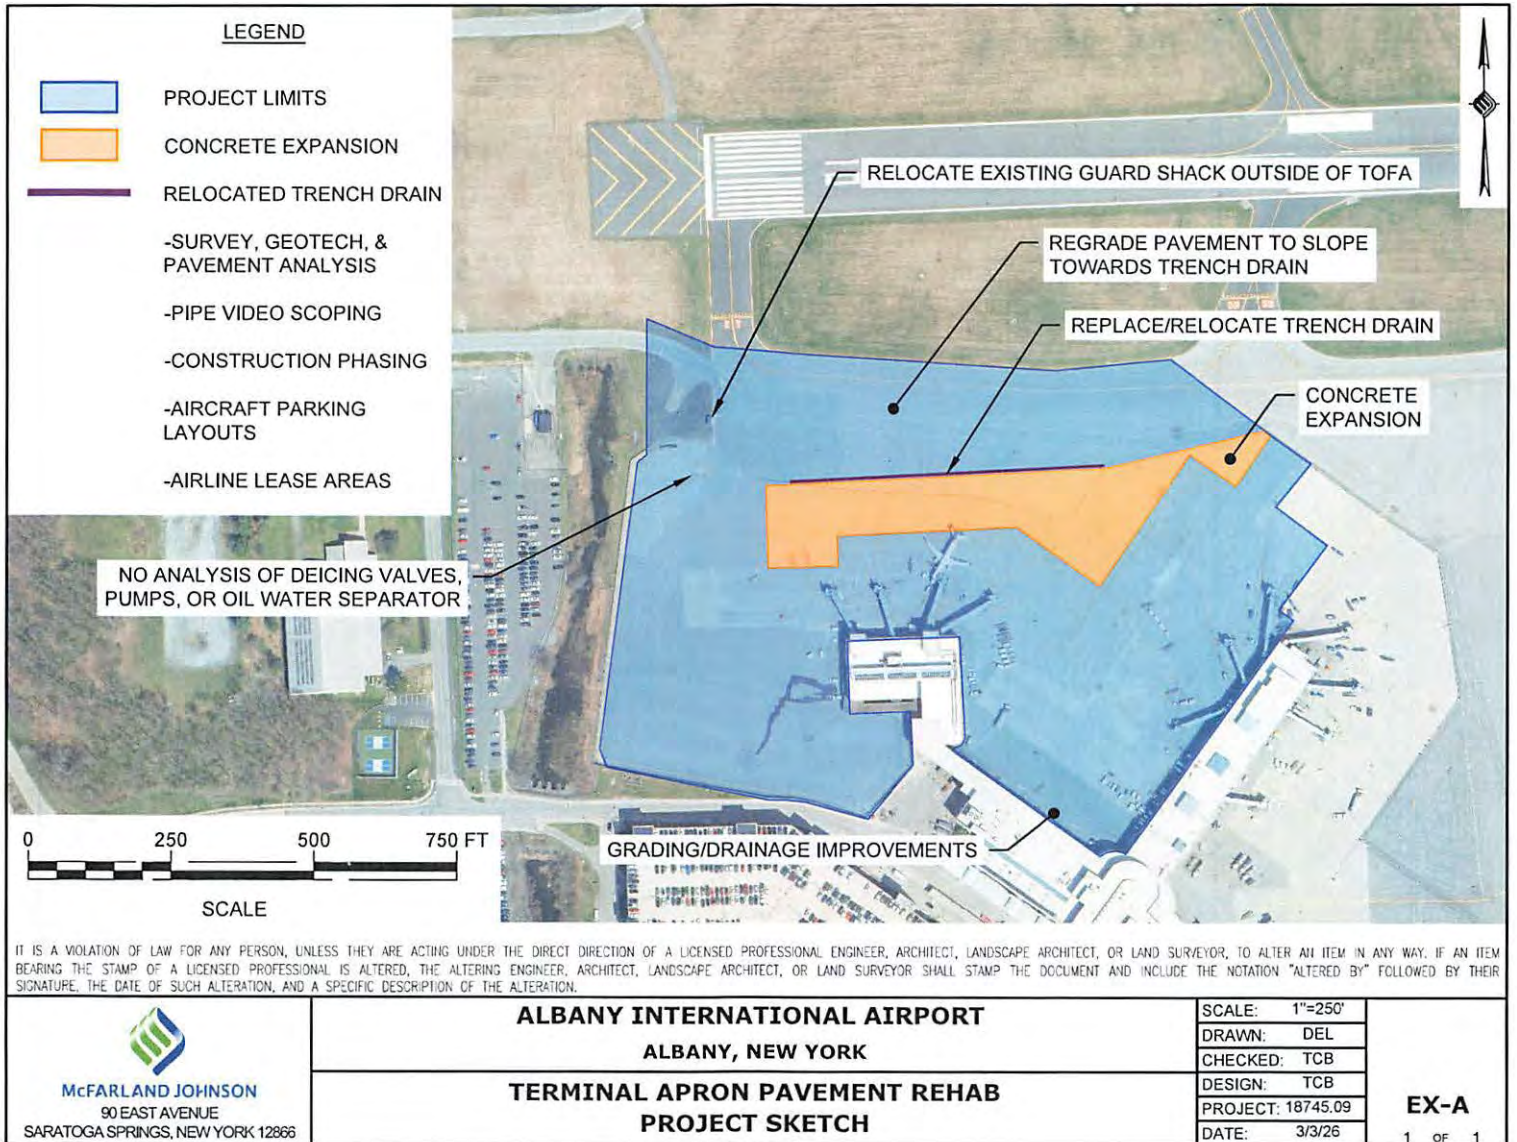 LEGEND
PROJECT LIMITS
CONCRETE EXPANSION
RELOCATED TRENCH DRAIN
-SURVEY, GEOTECH, &
PAVEMENT ANALYSIS
-PIPE VIDEO SCOPING
-CONSTRUCTION PHASING
-AIRCRAFT PARKING
LAYOUTS
-AIRLINE LEASE AREAS
RELOCATE EXISTING GUARD SHACK OUTSIDE OF TOFA
REGRADE PAVEMENT TO SLOPE
TOWARDS TRENCH DRAIN
REPLACE/RELOCATE TRENCH DRAIN
CONCRETE
EXPANSION
NO ANALYSIS OF DEICING VALVES,
PUMPS, OR OIL WATER SEPARATOR
GRADING/DRAINAGE IMPROVEMENTS
0 250 500 750 FT
SCALE
IT IS A VIOLATION OF LAW FOR ANY PERSON, UNLESS THEY ARE ACTING UNDER THE DIRECT DIRECTION OF A LICENSED PROFESSIONAL ENGINEER, ARCHITECT, LANDSCAPE ARCHITECT, OR LAND SURVEYOR, TO ALTER AN ITEM IN ANY WAY. IF AN ITEM
BEARING THE STAMP OF A LICENSED PROFESSIONAL IS ALTERED, THE ALTERING ENGINEER, ARCHITECT, LANDSCAPE ARCHITECT, OR LAND SURVEYOR SHALL STAMP THE DOCUMENT AND INCLUDE THE NOTATION "ALTERED BY" FOLLOWED BY THEIR
SIGNATURE, THE DATE OF SUCH ALTERATION, AND A SPECIFIC DESCRIPTION OF THE ALTERATION.
McFARLAND JOHNSON
90 EAST AVENUE
SARATOGA SPRINGS, NEW YORK 12866
ALBANY INTERNATIONAL AIRPORT
ALBANY, NEW YORK
TERMINAL APRON PAVEMENT REHAB
PROJECT SKETCH
SCALE: 1"=250'
DRAWN: DEL
CHECKED: TCB
DESIGN: TCB
PROJECT: 18745.09
DATE: 3/3/26
EX-A
1 OF 1